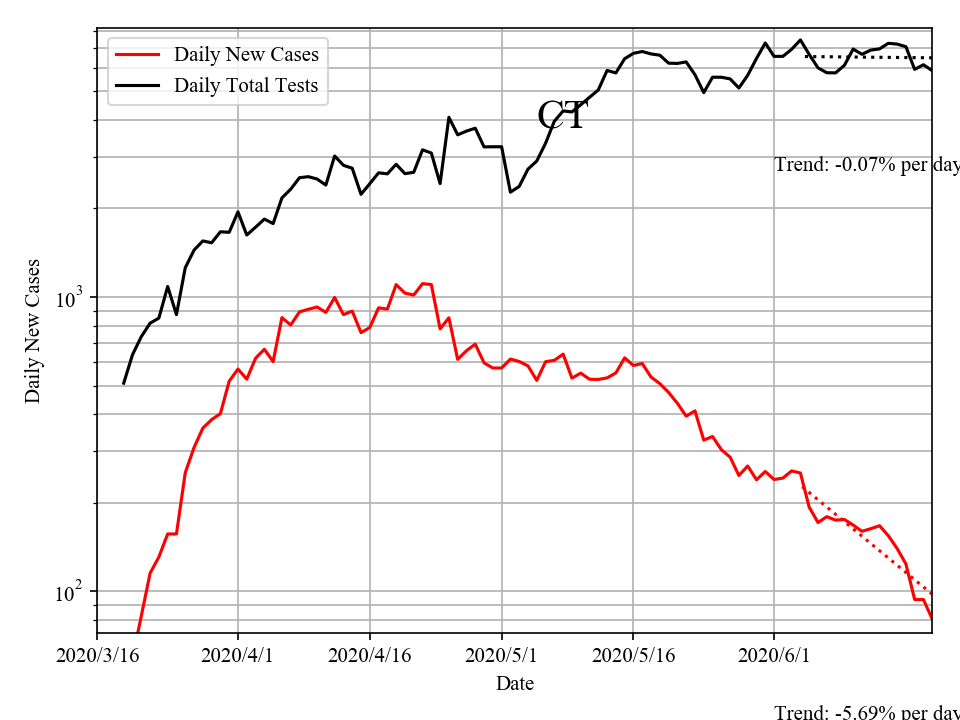 Daily New Cases
Daily Total Tests
CT
Trend: -0.07% per day
Daily New Cases
10³
10²
2020/3/16
2020/4/1
2020/4/16
2020/5/1
2020/5/16
2020/6/1
Date
Trend: -5.69% per day